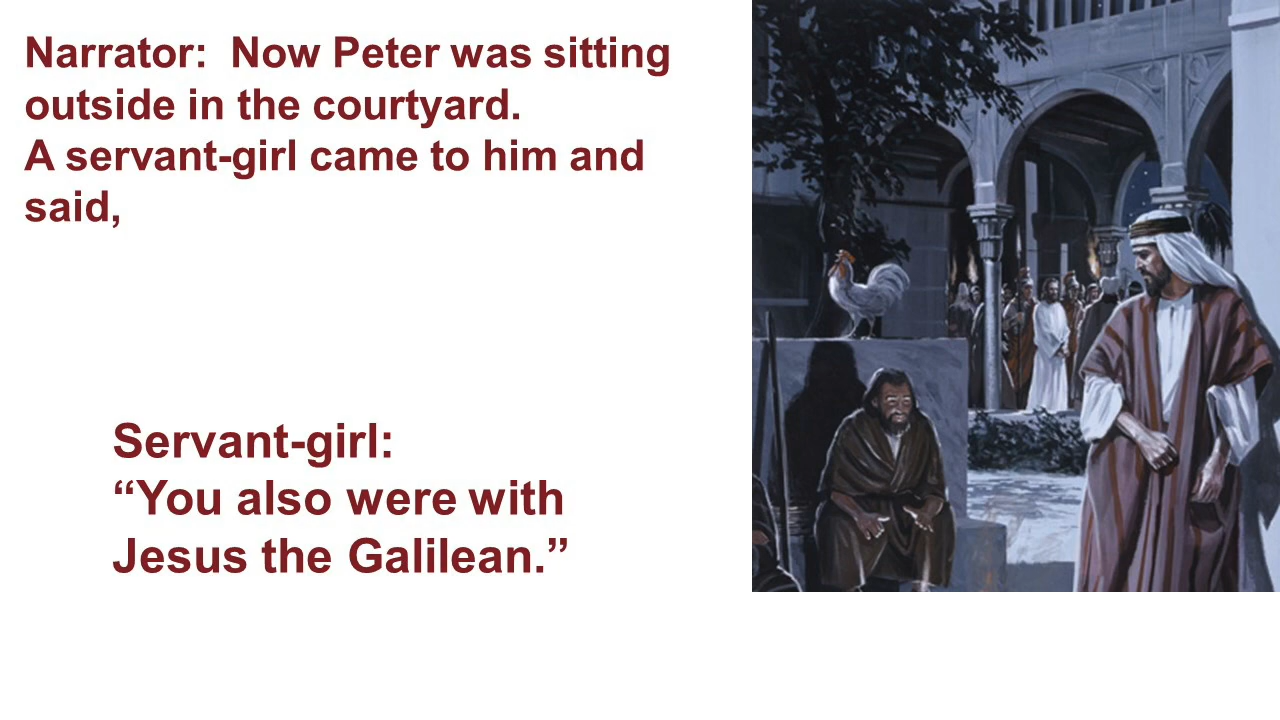 Narrator:  Now Peter was sitting
outside in the courtyard.
A servant-girl came to him and
said,
Servant-girl:
“You also were with
Jesus the Galilean.”